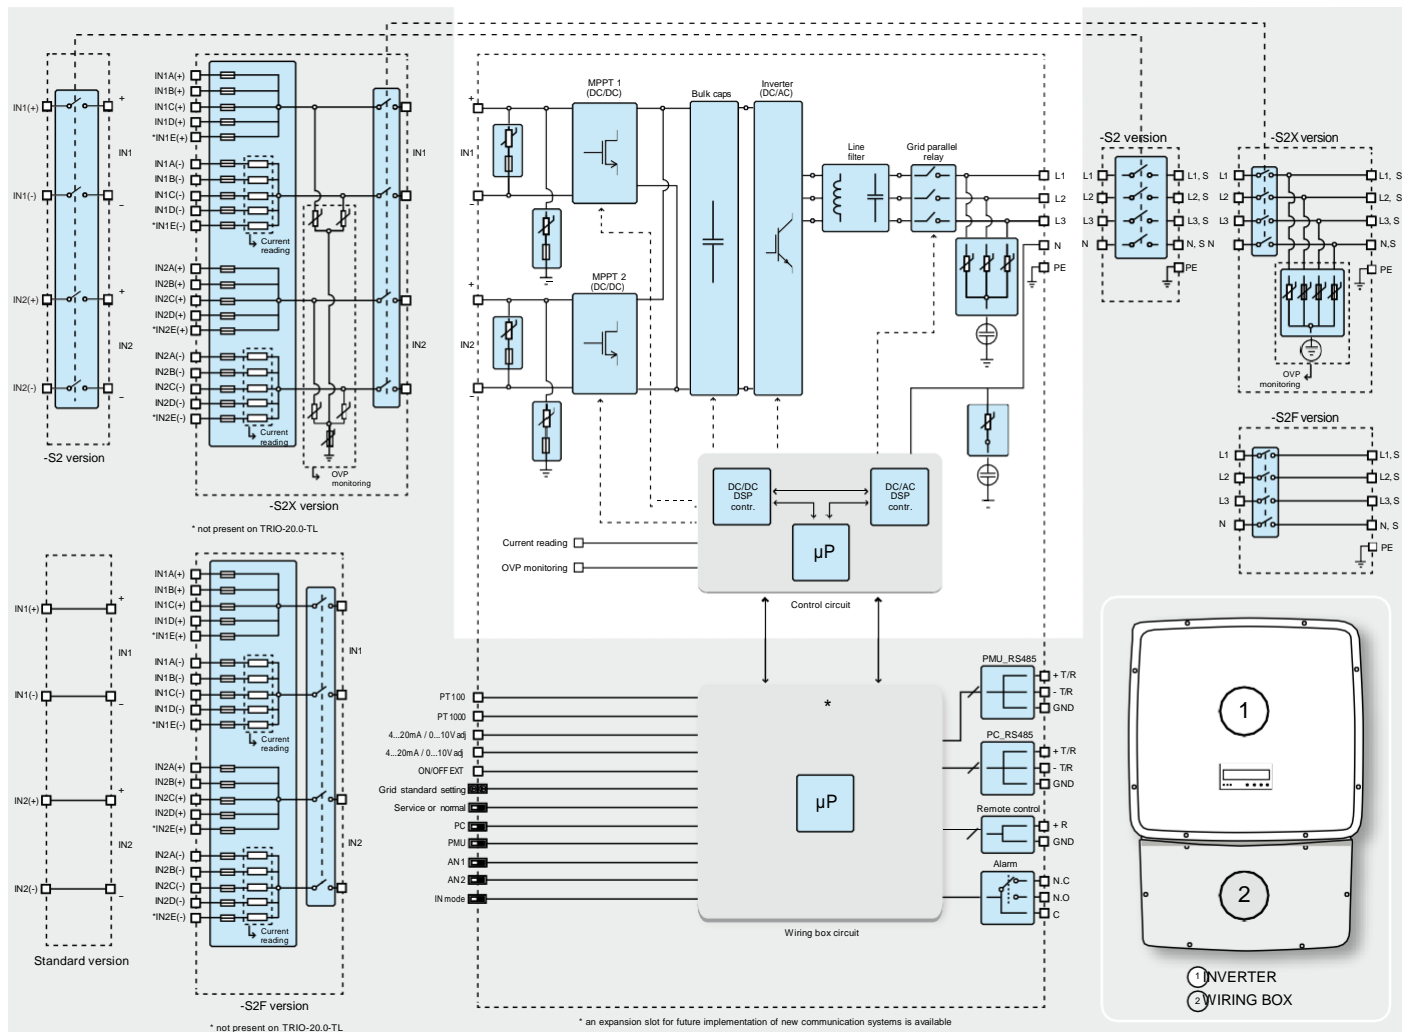 IN1(+)
+
IN1
IN1(-)
−
IN2(+)
+
IN2
IN2(-)
−
-S2 version
IN1A(+)
IN1B(+)
IN1C(+)
IN1D(+)
*IN1E(+)
IN1A(-)
IN1B(-)
IN1C(-)
IN1D(-)
*IN1E(-)
Current
reading
IN2A(+)
IN2B(+)
IN2C(+)
IN2D(+)
*IN2E(+)
IN2A(-)
IN2B(-)
IN2C(-)
IN2D(-)
*IN2E(-)
Current
reading
OVP
monitoring
IN1
IN2
-S2X version
* not present on TRIO-20.0-TL
IN1(+)
+
IN1
IN1(-)
−
IN2(+)
+
IN2
IN2(-)
−
Standard version
IN1A(+)
IN1B(+)
IN1C(+)
IN1D(+)
*IN1E(+)
IN1A(-)
IN1B(-)
IN1C(-)
IN1D(-)
*IN1E(-)
Current
reading
IN2A(+)
IN2B(+)
IN2C(+)
IN2D(+)
*IN2E(+)
IN2A(-)
IN2B(-)
IN2C(-)
IN2D(-)
*IN2E(-)
Current
reading
IN1
IN2
-S2F version
* not present on TRIO-20.0-TL
+
IN1
−
+
IN2
−
MPPT 1
(DC/DC)
MPPT 2
(DC/DC)
Bulk caps
Inverter
(DC/AC)
Line
filter
Grid parallel
relay
L1
L2
L3
N
PE
DC/DC
DSP
contr.
DC/AC
DSP
contr.
µP
Current reading
OVP monitoring
Control circuit
PT100
PT1000
4...20mA / 0...10V adj
4...20mA / 0...10V adj
ON/OFF EXT
Grid standard setting
Service or normal
PC
PMU
AN1
AN2
IN mode
*
µP
Wiring box circuit
PMU_RS485
+ T/R
- T/R
GND
PC_RS485
+ T/R
- T/R
GND
Remote control
+ R
GND
Alarm
N.C
N.O
C
* an expansion slot for future implementation of new communication systems is available
-S2 version
L1
L2
L3
N
L1, S
L2, S
L3, S
N, S
PE
-S2X version
L1
L2
L3
N
L1, S
L2, S
L3, S
N,S
PE
OVP
monitoring
-S2F version
L1
L2
L3
N
L1, S
L2, S
L3, S
N, S
PE
1
2
1 INVERTER
2 WIRING BOX